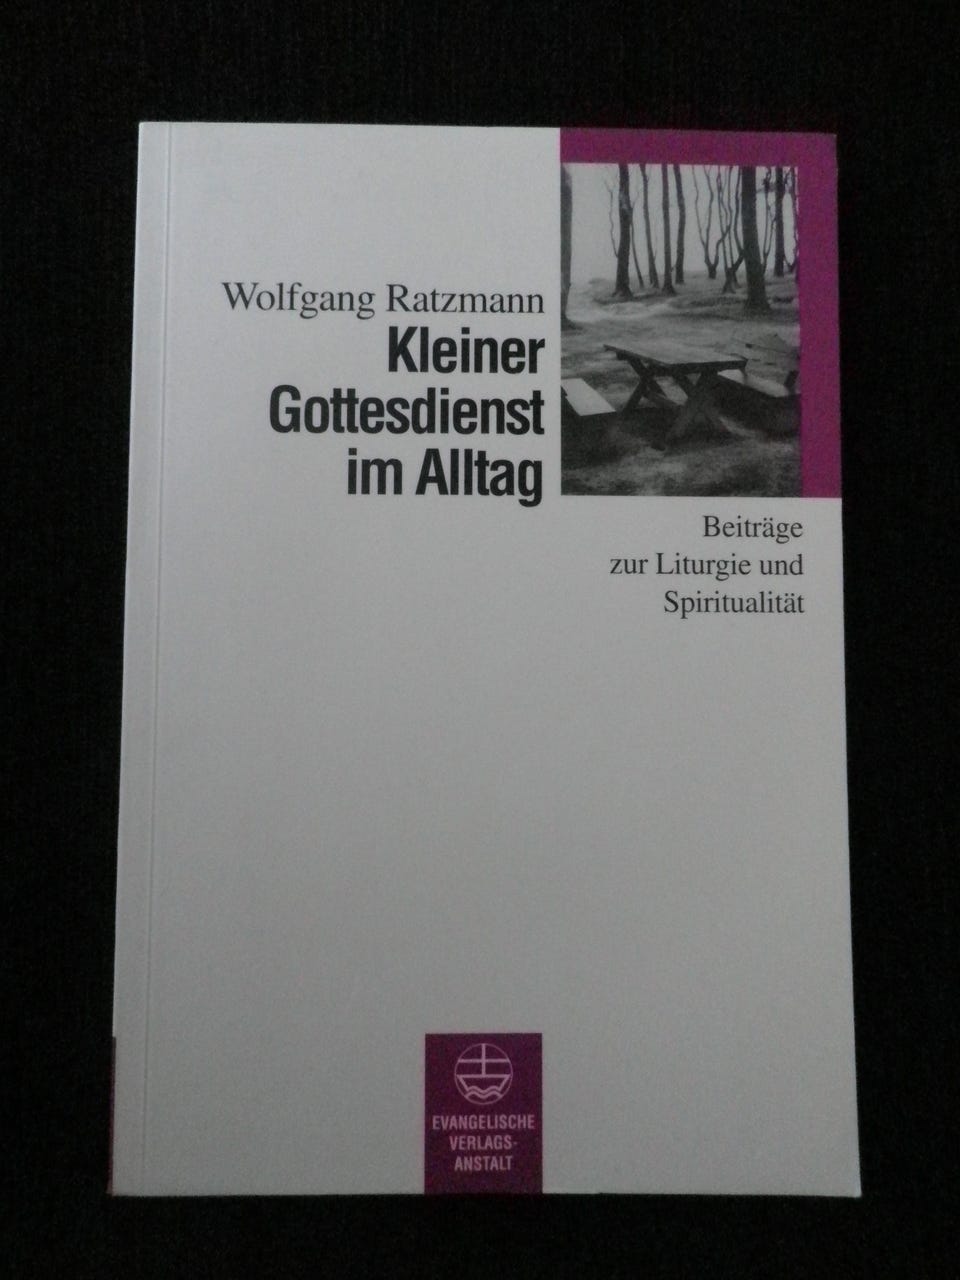 Wolfgang Ratzmann
Kleiner
Gottesdienst
im Alltag
Beiträge
zur Liturgie und
Spiritualität
EVANGELISCHE
VERLAGS-
ANSTALT